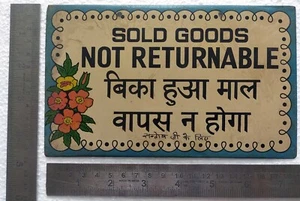 SOLD GOODS
NOT RETURNABLE
बिका हुआ माल
वापस न होगा